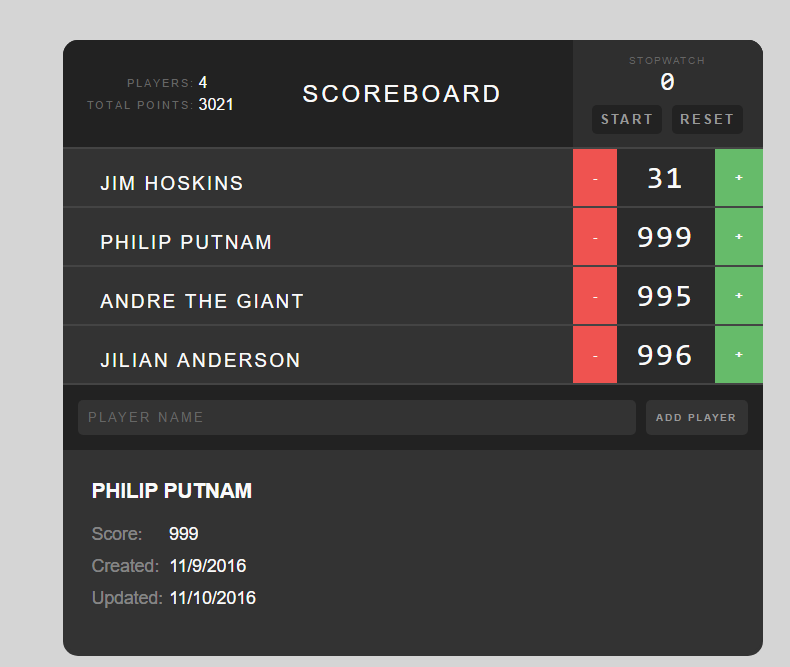 PLAYERS: 4
TOTAL POINTS: 3021
SCOREBOARD
STOPWATCH
0
START RESET
JIM HOSKINS - 31 +
PHILIP PUTNAM - 999 +
ANDRE THE GIANT - 995 +
JILIAN ANDERSON - 996 +
PLAYER NAME ADD PLAYER
PHILIP PUTNAM
Score: 999
Created: 11/9/2016
Updated: 11/10/2016